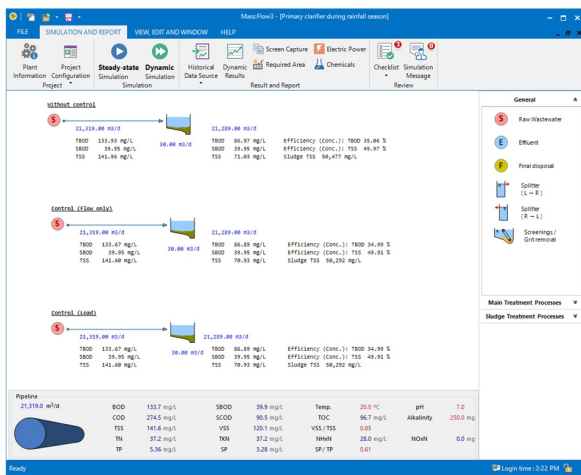 Mass.Flow3 - [Primary clarifier during rainfall season]
FILE SIMULATION AND REPORT VIEW, EDIT AND WINDOW HELP
Plant Information
Project Configuration
Steady-state Simulation
Dynamic Simulation
Historical Data Source
Dynamic Results
Screen Capture
Electric Power
Required Area
Chemicals
Checklist
3
Simulation Message
0
Project Simulation Result and Report Review
Without control
S
21,319.00 m3/d 21,289.00 mg/L
TBOD 133.93 mg/L 30.00 m3/d TBOD 86.97 mg/L Efficiency (Conc.): TBOD 35.06 %
SBOD 39.95 mg/L SBOD 39.95 mg/L Efficiency (Conc.): TSS 49.97 %
TSS 141.96 mg/L TSS 71.03 mg/L Sludge TSS 50,477 mg/L
Control (Flow only)
S
21,319.00 m3/d 21,289.00 mg/L
TBOD 133.67 mg/L 30.00 m3/d TBOD 86.89 mg/L Efficiency (Conc.): TBOD 34.99 %
SBOD 39.95 mg/L SBOD 39.95 mg/L Efficiency (Conc.): TSS 49.91 %
TSS 141.60 mg/L TSS 70.93 mg/L Sludge TSS 50,292 mg/L
Control (Load)
S
21,319.00 m3/d 21,289.00 mg/L
TBOD 133.67 mg/L 30.00 m3/d TBOD 86.89 mg/L Efficiency (Conc.): TBOD 34.99 %
SBOD 39.95 mg/L SBOD 39.95 mg/L Efficiency (Conc.): TSS 49.91 %
TSS 141.60 mg/L TSS 70.93 mg/L Sludge TSS 50,292 mg/L
General
S Raw Wastewater
E Effluent
F Final disposal
Splitter
( L → R )
Splitter
( R → L )
Screenings /
Grit removal
Main Treatment Processes
Sludge Treatment Processes
Pipeline
21,319.0 m³/d BOD 133.7 mg/L SBOD 39.9 mg/L Temp. 20.0 ºC pH 7.0
COD 274.5 mg/L SCOD 90.5 mg/L TOC 96.7 mg/L Alkalinity 250.0 mg
TSS 141.6 mg/L VSS 120.1 mg/L VSS / TSS 0.85
TN 37.2 mg/L TKN 37.2 mg/L NHxN 28.0 mg/L NOxN 0.0 mg
TP 5.36 mg/L SP 3.28 mg/L SP/ TP 0.61
Ready Login time : 3:22 PM